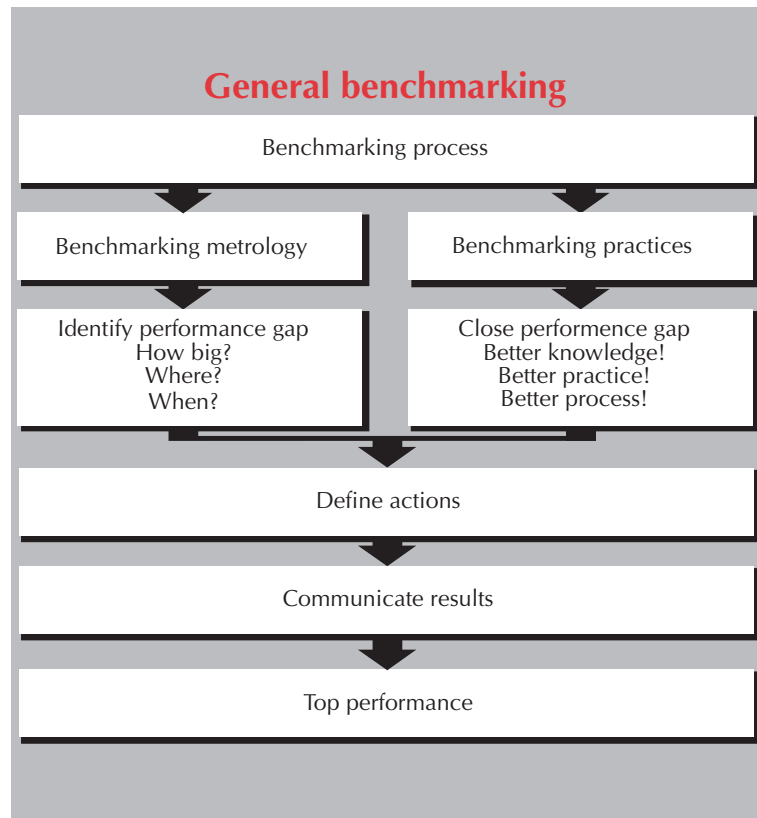 General benchmarking
Benchmarking process
Benchmarking metrology
Benchmarking practices
Identify performance gap
How big?
Where?
When?
Close performence gap
Better knowledge!
Better practice!
Better process!
Define actions
Communicate results
Top performance